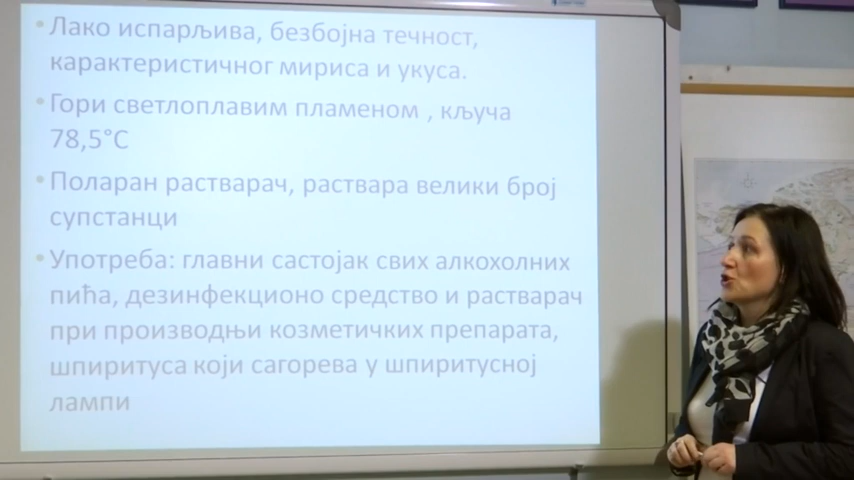 • Лако испарљива, безбојна течност,
карактеристичног мириса и укуса.
• Гори светлоплавим пламеном , кључа
78,5°C
• Поларан растварач, раствара велики број
супстанци
• Употреба: главни састојак свих алкохолних
пића, дезинфекционо средство и растварач
при производњи козметичких препарата,
шпиритуса који сагорева у шпиритусној
лампи